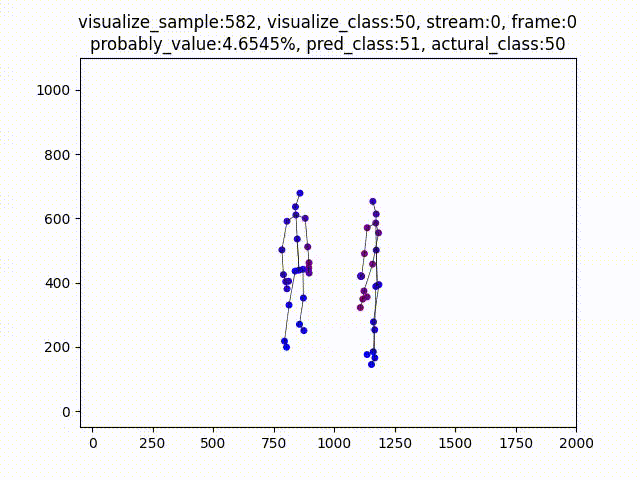 visualize_sample:582, visualize_class:50, stream:0, frame:0
probably_value:4.6545%, pred_class:51, actural_class:50
1000
800
600
400
200
0
0 250 500 750 1000 1250 1500 1750 2000